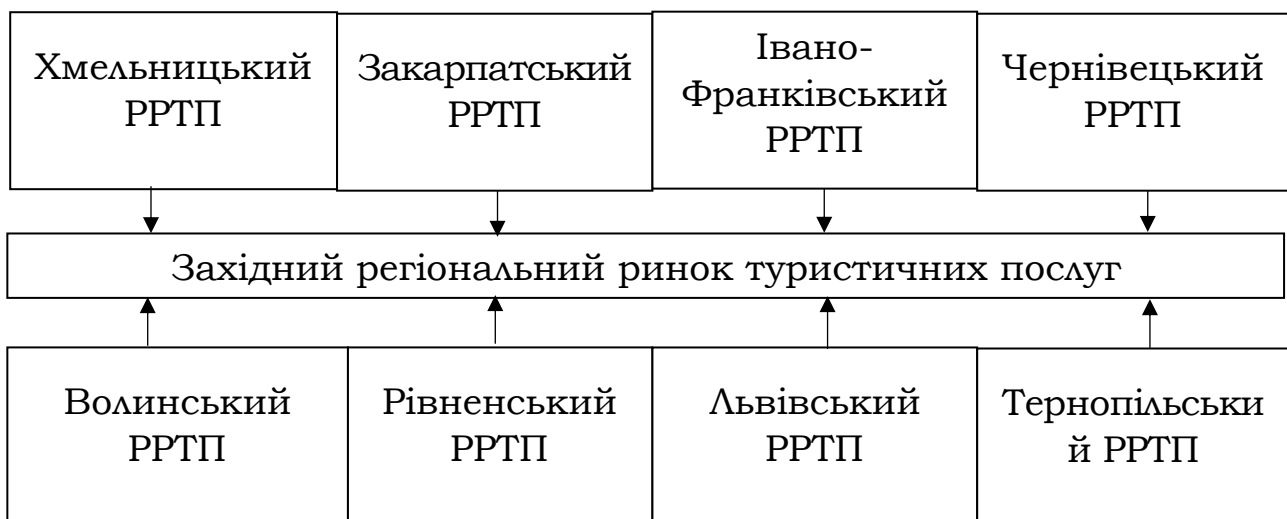 Хмельницький
РРТП
Закарпатський
РРТП
Івано-
Франківський
РРТП
Чернівецький
РРТП
Західний регіональний ринок туристичних послуг
Волинський
РРТП
Рівненський
РРТП
Львівський
РРТП
Тернопільськи
й РРТП